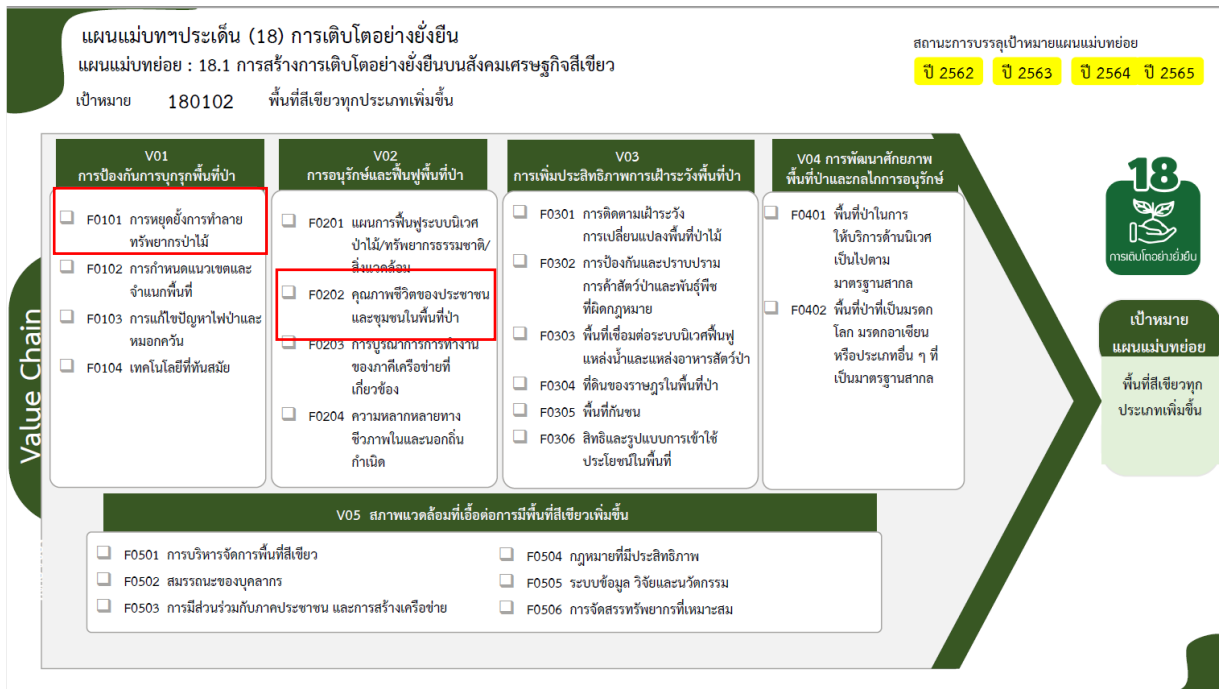 แผนแม่บทฯประเด็น (18) การเติบโตอย่างยั่งยืน
แผนแม่บทย่อย : 18.1 การสร้างการเติบโตอย่างยั่งยืนบนสังคมเศรษฐกิจสีเขียว
เป้าหมาย 180102 พื้นที่สีเขียวทุกประเภทเพิ่มขึ้น
สถานะการบรรลุเป้าหมายแผนแม่บทย่อย
ปี 2562 ปี 2563 ปี 2564 ปี 2565
Value Chain
V01
การป้องกันการบุกรุกพื้นที่ป่า
F0101 การหยุดยั้งการทำลาย
ทรัพยากรป่าไม้
F0102 การกำหนดแนวเขตและ
จำแนกพื้นที่
F0103 การแก้ไขปัญหาไฟป่าและ
หมอกควัน
F0104 เทคโนโลยีที่ทันสมัย
V02
การอนุรักษ์และฟื้นฟูพื้นที่ป่า
F0201 แผนการฟื้นฟูระบบนิเวศ
ป่าไม้/ทรัพยากรธรรมชาติ/
สิ่งแวดล้อม
F0202 คุณภาพชีวิตของประชาชน
และชุมชนในพื้นที่ป่า
F0203 การบูรณาการการทำงาน
ของภาคีเครือข่ายที่
เกี่ยวข้อง
F0204 ความหลากหลายทาง
ชีวภาพในและนอกถิ่น
กำเนิด
V03
การเพิ่มประสิทธิภาพการเฝ้าระวังพื้นที่ป่า
F0301 การติดตามเฝ้าระวัง
การเปลี่ยนแปลงพื้นที่ป่าไม้
F0302 การป้องกันและปราบปราม
การค้าสัตว์ป่าและพันธุ์พืช
ที่ผิดกฎหมาย
F0303 พื้นที่เชื่อมต่อระบบนิเวศฟื้นฟู
แหล่งน้ำและแหล่งอาหารสัตว์ป่า
F0304 ที่ดินของราษฎรในพื้นที่ป่า
F0305 พื้นที่กันชน
F0306 สิทธิและรูปแบบการเข้าใช้
ประโยชน์ในพื้นที่
V04 การพัฒนาศักยภาพ
พื้นที่ป่าและกลไกการอนุรักษ์
F0401 พื้นที่ป่าในการ
ให้บริการด้านนิเวศ
เป็นไปตาม
มาตรฐานสากล
F0402 พื้นที่ป่าที่เป็นมรดก
โลก มรดกอาเซียน
หรือประเภทอื่น ๆ ที่
เป็นมาตรฐานสากล
V05 สภาพแวดล้อมที่เอื้อต่อการมีพื้นที่สีเขียวเพิ่มขึ้น
F0501 การบริหารจัดการพื้นที่สีเขียว
F0502 สมรรถนะของบุคลากร
F0503 การมีส่วนร่วมกับภาคประชาชน และการสร้างเครือข่าย
F0504 กฎหมายที่มีประสิทธิภาพ
F0505 ระบบข้อมูล วิจัยและนวัตกรรม
F0506 การจัดสรรทรัพยากรที่เหมาะสม
18
การเติบโตอย่างยั่งยืน
เป้าหมาย
แผนแม่บทย่อย
พื้นที่สีเขียวทุก
ประเภทเพิ่มขึ้น